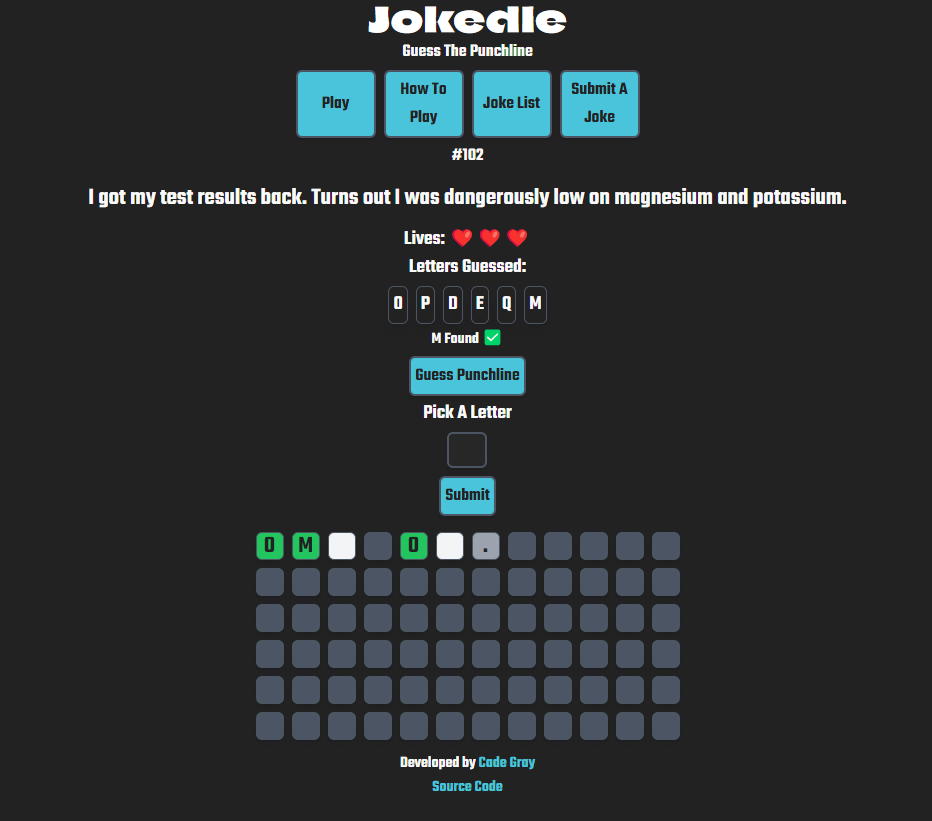 Jokedle
Guess The Punchline
Play
How To
Play
Joke List
Submit A
Joke
#102
I got my test results back. Turns out I was dangerously low on magnesium and potassium.
Lives: ❤️ ❤️ ❤️
Letters Guessed:
O P D E Q M
M Found ✅
Guess Punchline
Pick A Letter
Submit
O M O .
Developed by Cade Gray
Source Code